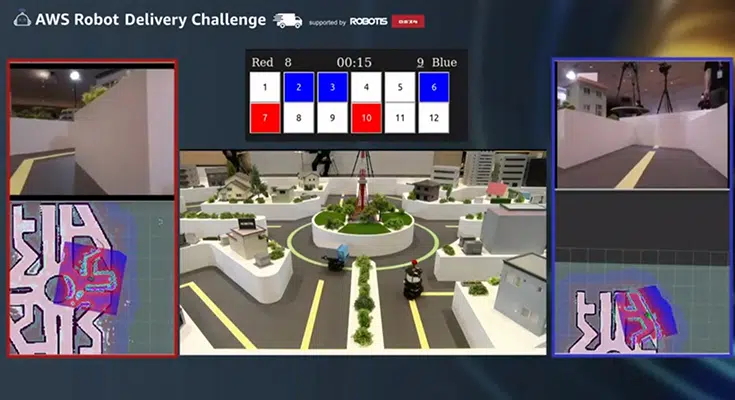 AWS Robot Delivery Challenge supported by ROBOTIS
Red 8 00:15 9 Blue
1 2 3 4 5 6
7 8 9 10 11 12